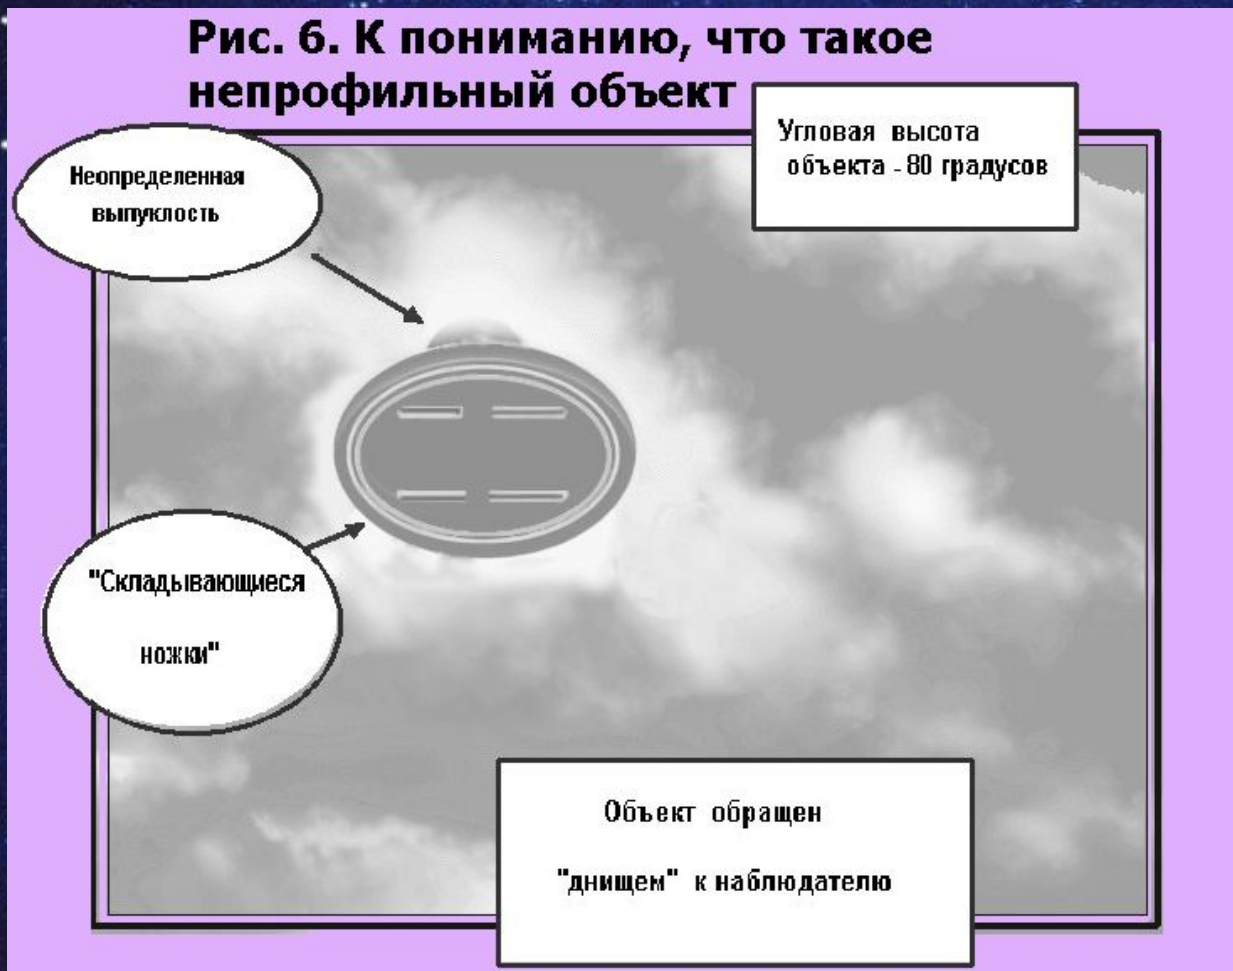 Рис. 6. К пониманию, что такое
непрофильный объект
Угловая высота
объекта - 80 градусов
Неопределенная
выпуклость
"Складывающиеся
ножки"
Объект обращен
"днищем" к наблюдателю